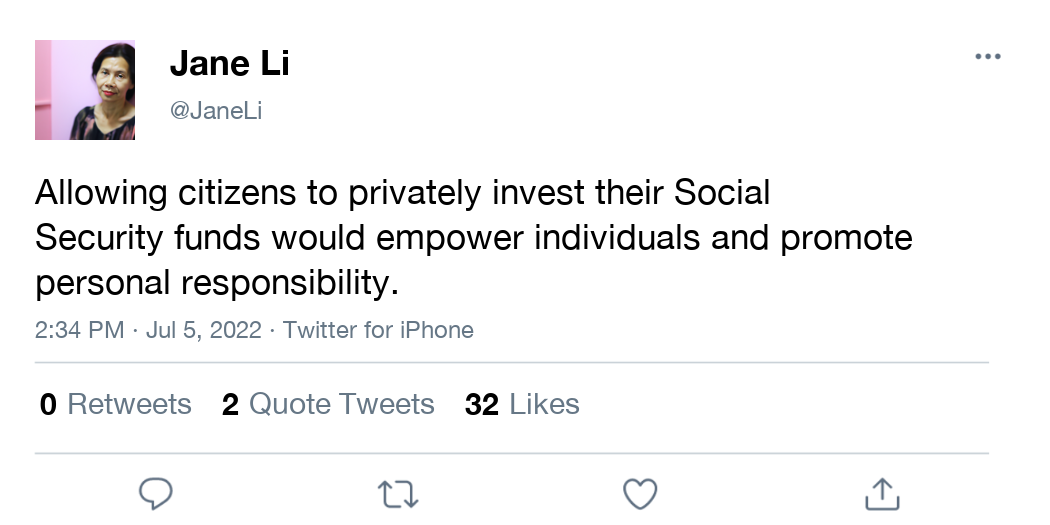 Jane Li
@JaneLi
Allowing citizens to privately invest their Social
Security funds would empower individuals and promote
personal responsibility.
2:34 PM · Jul 5, 2022 · Twitter for iPhone
0 Retweets 2 Quote Tweets 32 Likes